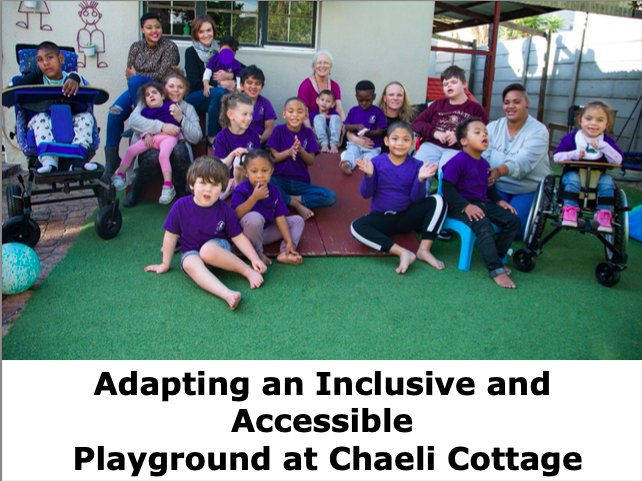 Adapting an Inclusive and
Accessible
Playground at Chaeli Cottage